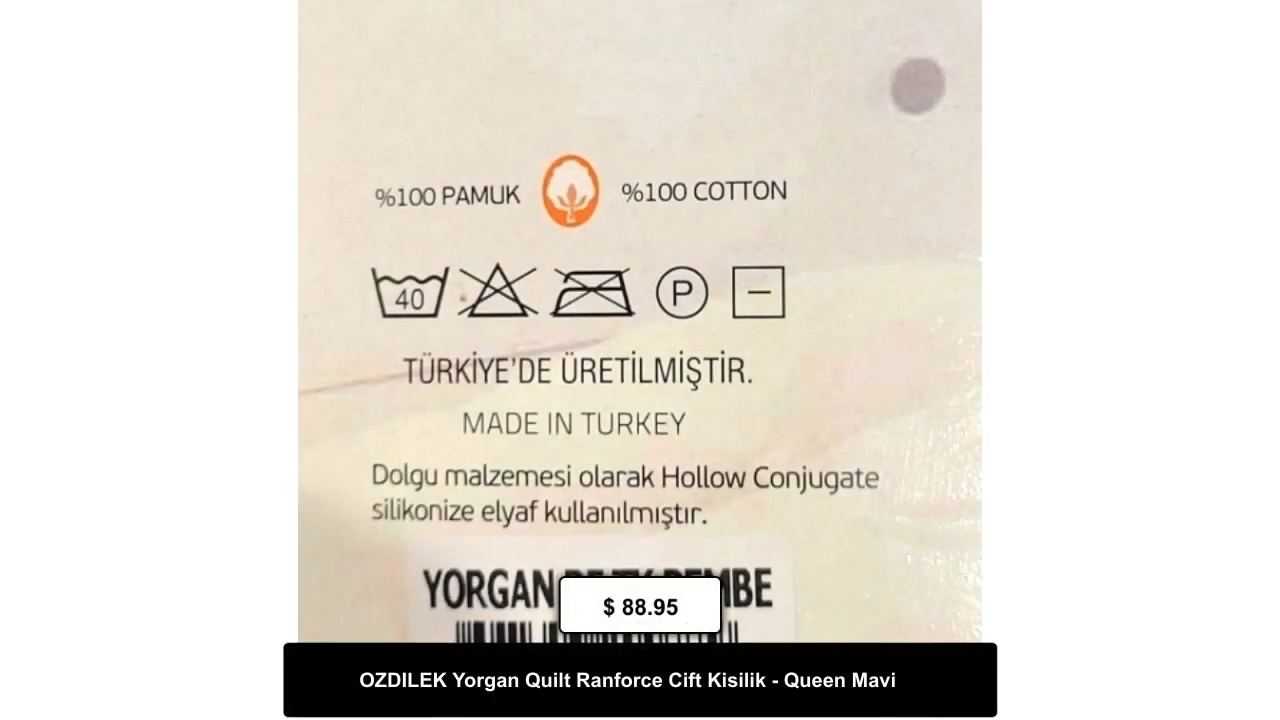 %100 PAMUK %100 COTTON
40 P
TÜRKİYE'DE ÜRETİLMİŞTİR.
MADE IN TURKEY
Dolgu malzemesi olarak Hollow Conjugate
silikonize elyaf kullanılmıştır.
YORGAN
$ 88.95
OZDILEK Yorgan Quilt Ranforce Cift Kisilik - Queen Mavi